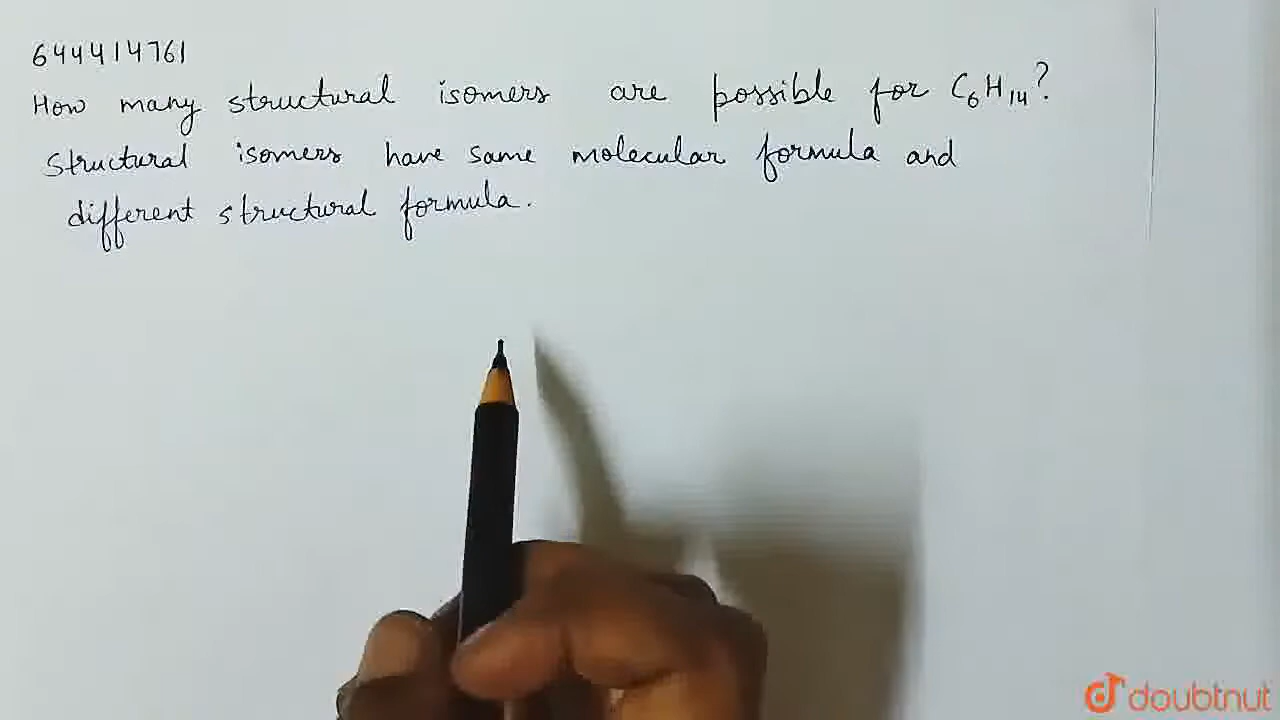 644414761
How many structural isomers are possible for C₆H₁₄?
Structural isomers have same molecular formula and
different structural formula.
doubtnut